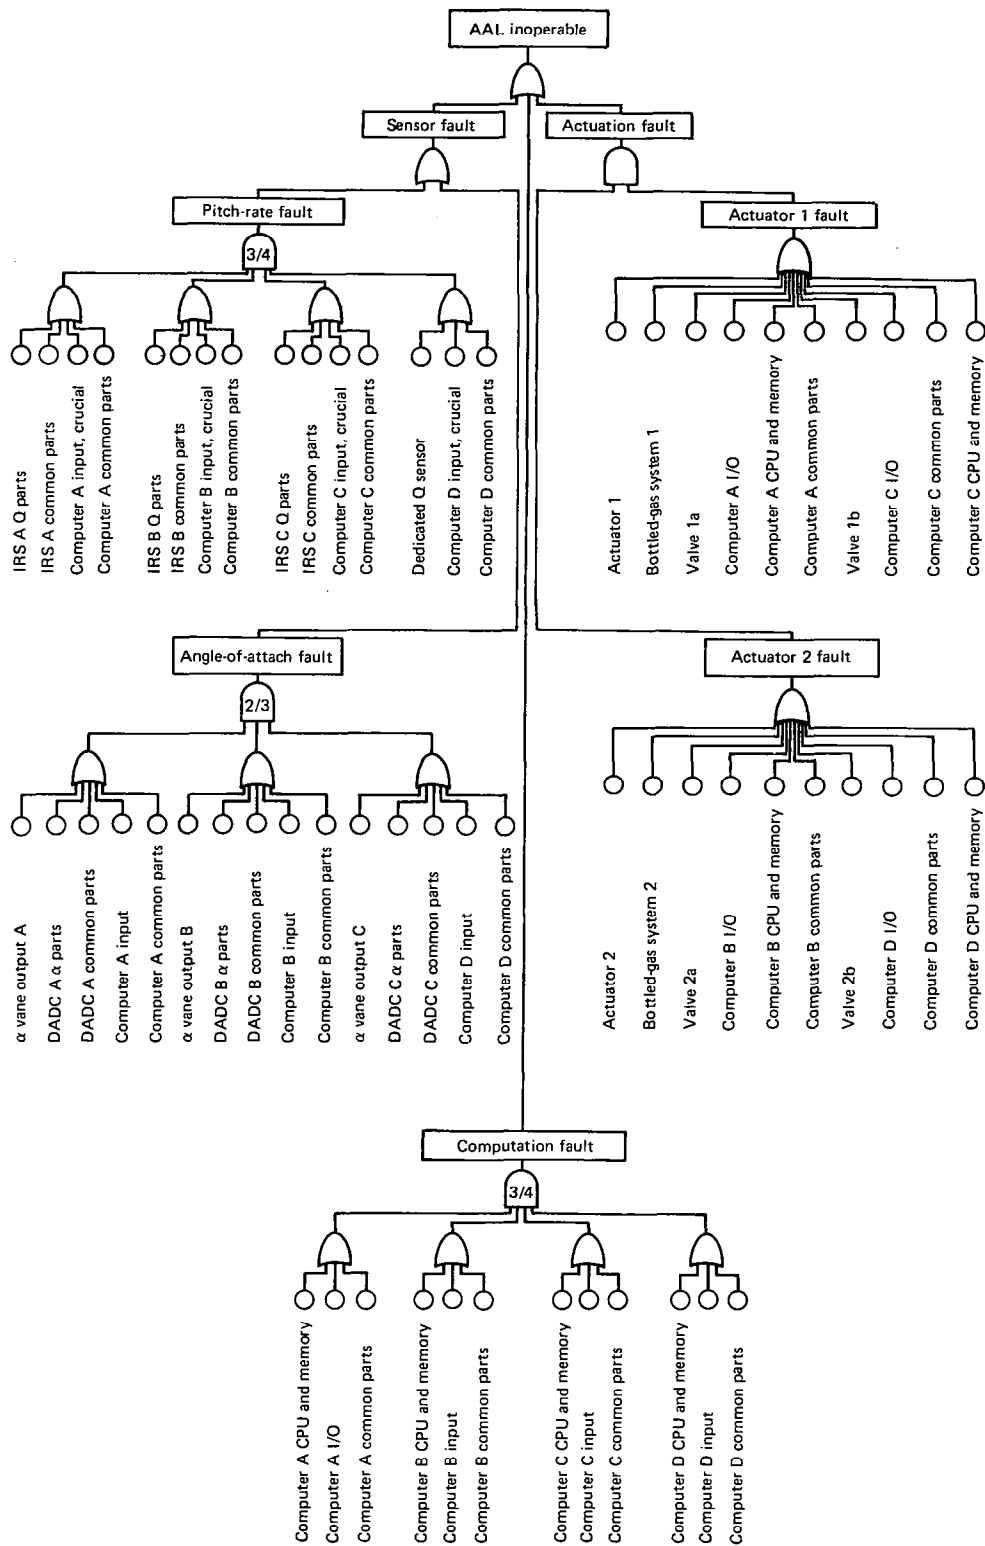 AAL inoperable
Sensor fault
Actuation fault
Pitch-rate fault
Actuator 1 fault
3/4
IRS A Q parts
IRS A common parts
Computer A input, crucial
Computer A common parts
IRS B Q parts
IRS B common parts
Computer B input, crucial
Computer B common parts
IRS C Q parts
IRS C common parts
Computer C input, crucial
Computer C common parts
Dedicated Q sensor
Computer D input, crucial
Computer D common parts
Actuator 1
Bottled-gas system 1
Valve 1a
Computer A I/O
Computer A CPU and memory
Computer A common parts
Valve 1b
Computer C I/O
Computer C common parts
Computer C CPU and memory
Angle-of-attach fault
Actuator 2 fault
2/3
α vane output A
DADC A α parts
DADC A common parts
Computer A input
Computer A common parts
α vane output B
DADC B α parts
DADC B common parts
Computer B input
Computer B common parts
α vane output C
DADC C α parts
DADC C common parts
Computer D input
Computer D common parts
Actuator 2
Bottled-gas system 2
Valve 2a
Computer B I/O
Computer B CPU and memory
Computer B common parts
Valve 2b
Computer D I/O
Computer D common parts
Computer D CPU and memory
Computation fault
3/4
Computer A CPU and memory
Computer A I/O
Computer A common parts
Computer B CPU and memory
Computer B input
Computer B common parts
Computer C CPU and memory
Computer C input
Computer C common parts
Computer D CPU and memory
Computer D input
Computer D common parts